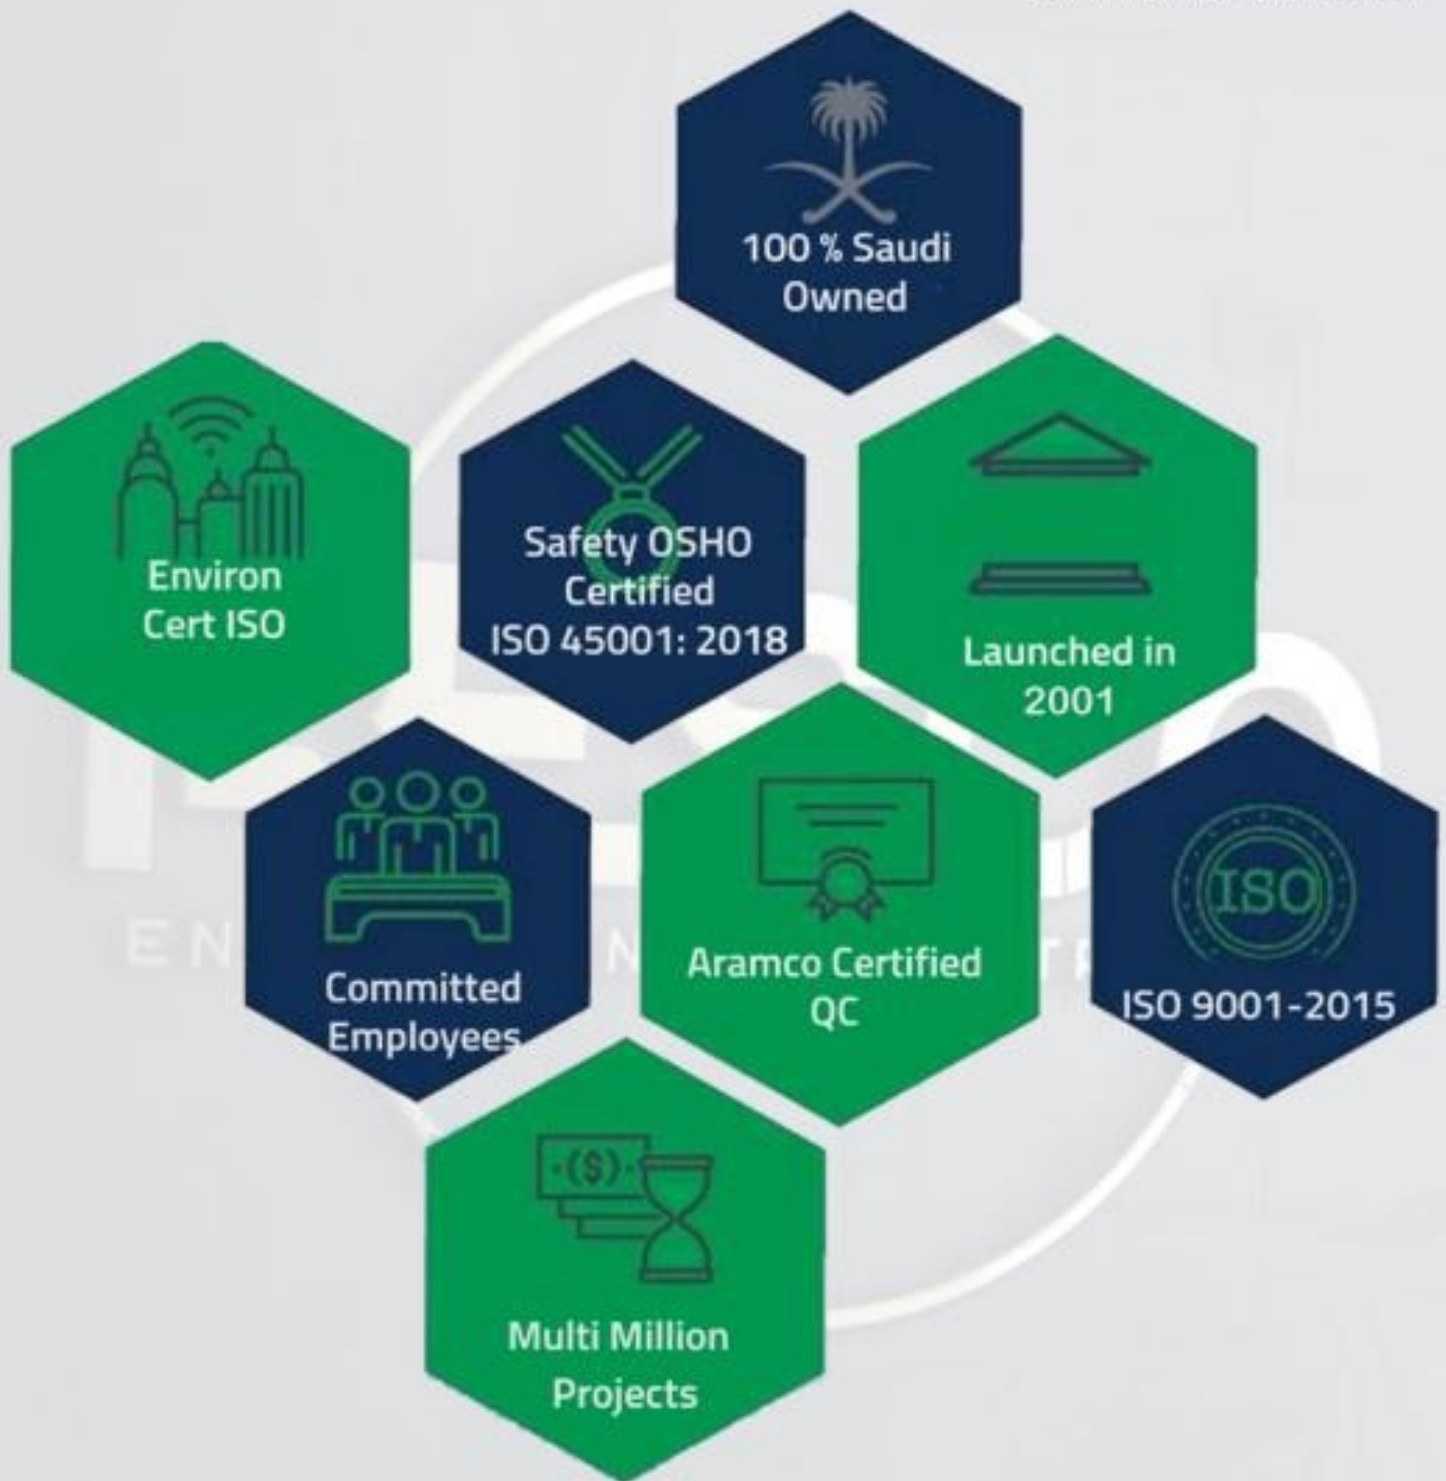 100 % Saudi
Owned
Environ
Cert ISO
Safety OSHO
Certified
ISO 45001: 2018
Launched in
2001
Committed
Employees
Aramco Certified
QC
ISO
ISO 9001-2015
($)
Multi Million
Projects